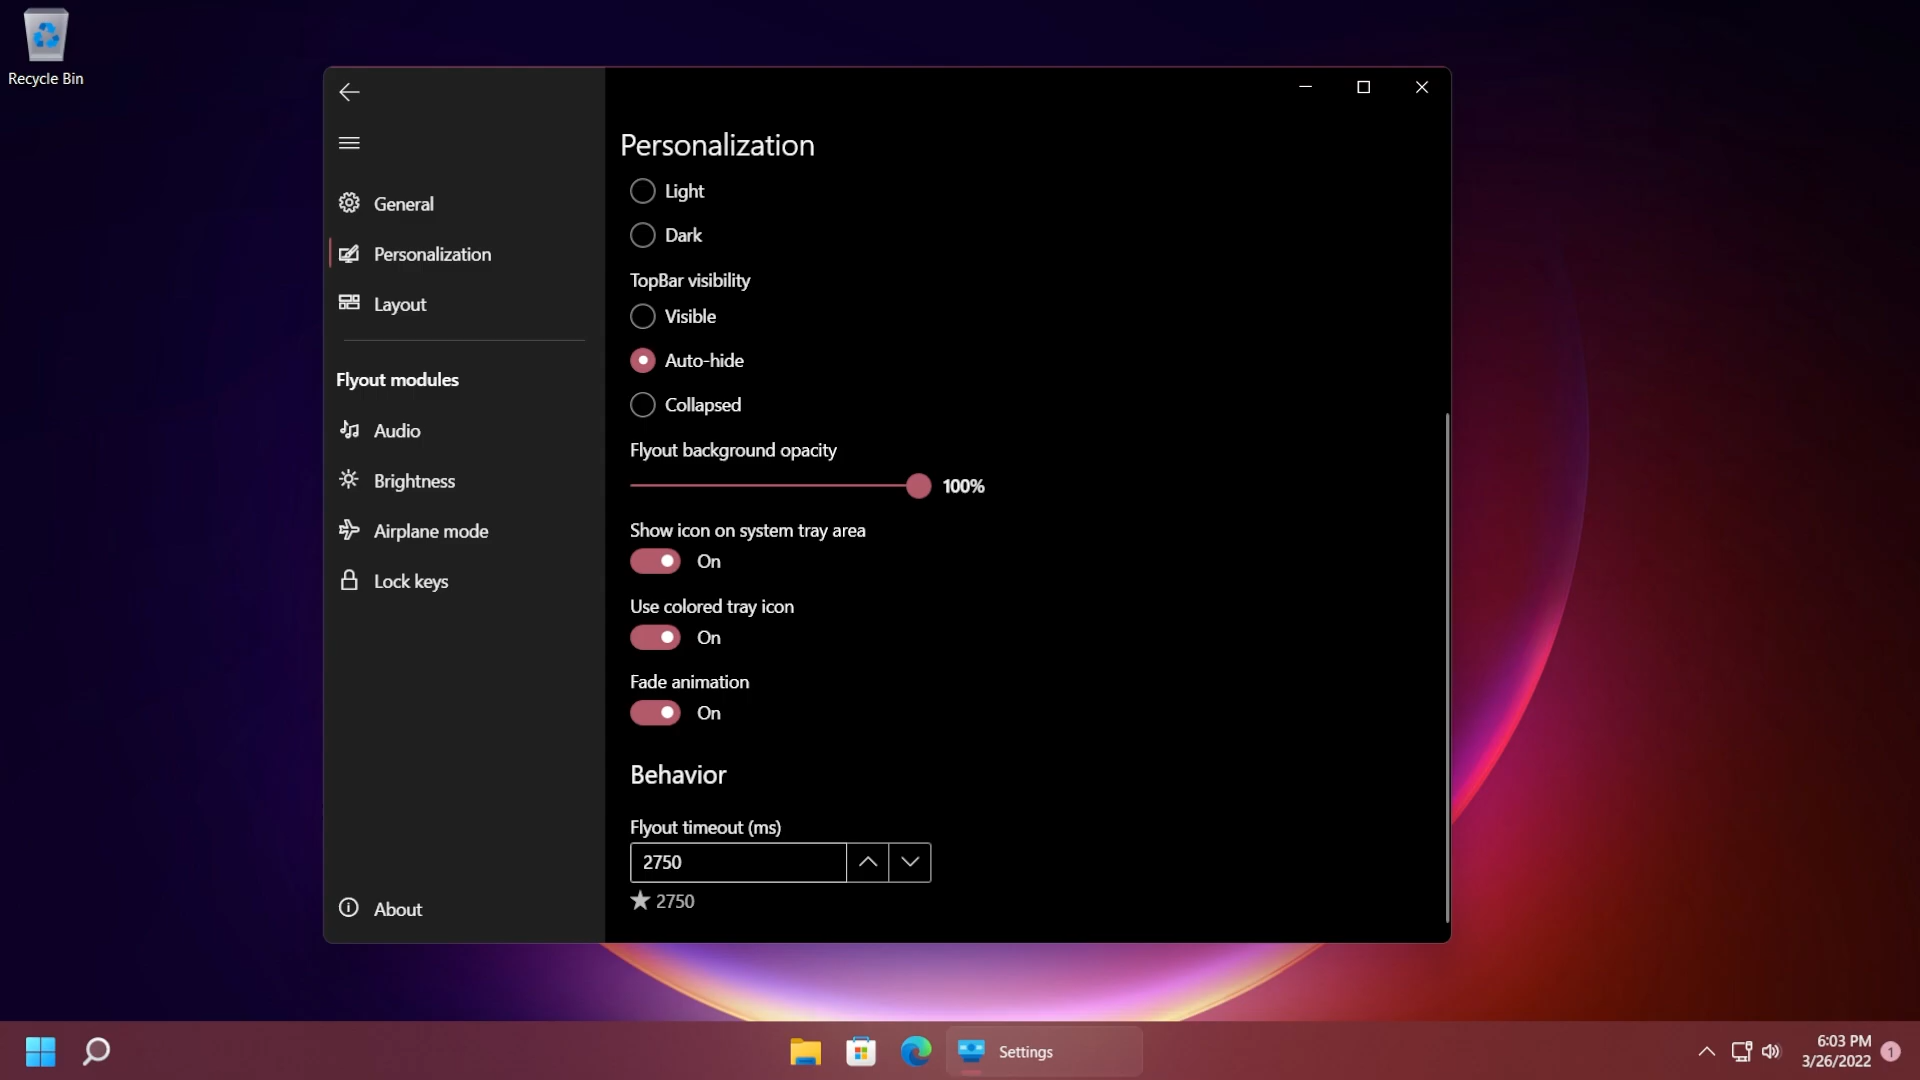 Recycle Bin
General
Personalization
Layout
Flyout modules
Audio
Brightness
Airplane mode
Lock keys
About
Personalization
Light
Dark
TopBar visibility
Visible
Auto-hide
Collapsed
Flyout background opacity
100%
Show icon on system tray area
On
Use colored tray icon
On
Fade animation
On
Behavior
Flyout timeout (ms)
2750
★ 2750
Settings
6:03 PM
3/26/2022
1